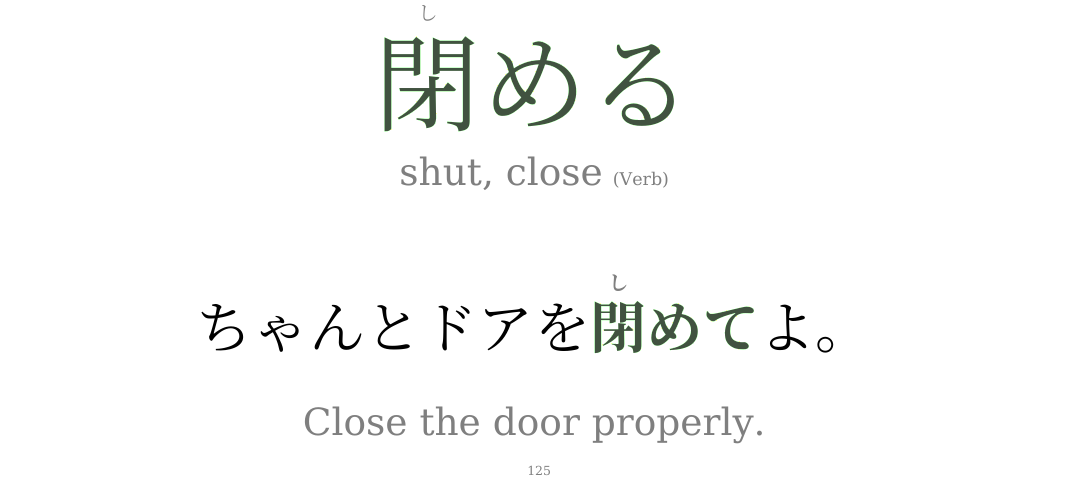 し
閉める
shut, close (Verb)
し
ちゃんとドアを閉めてよ。
Close the door properly.
125